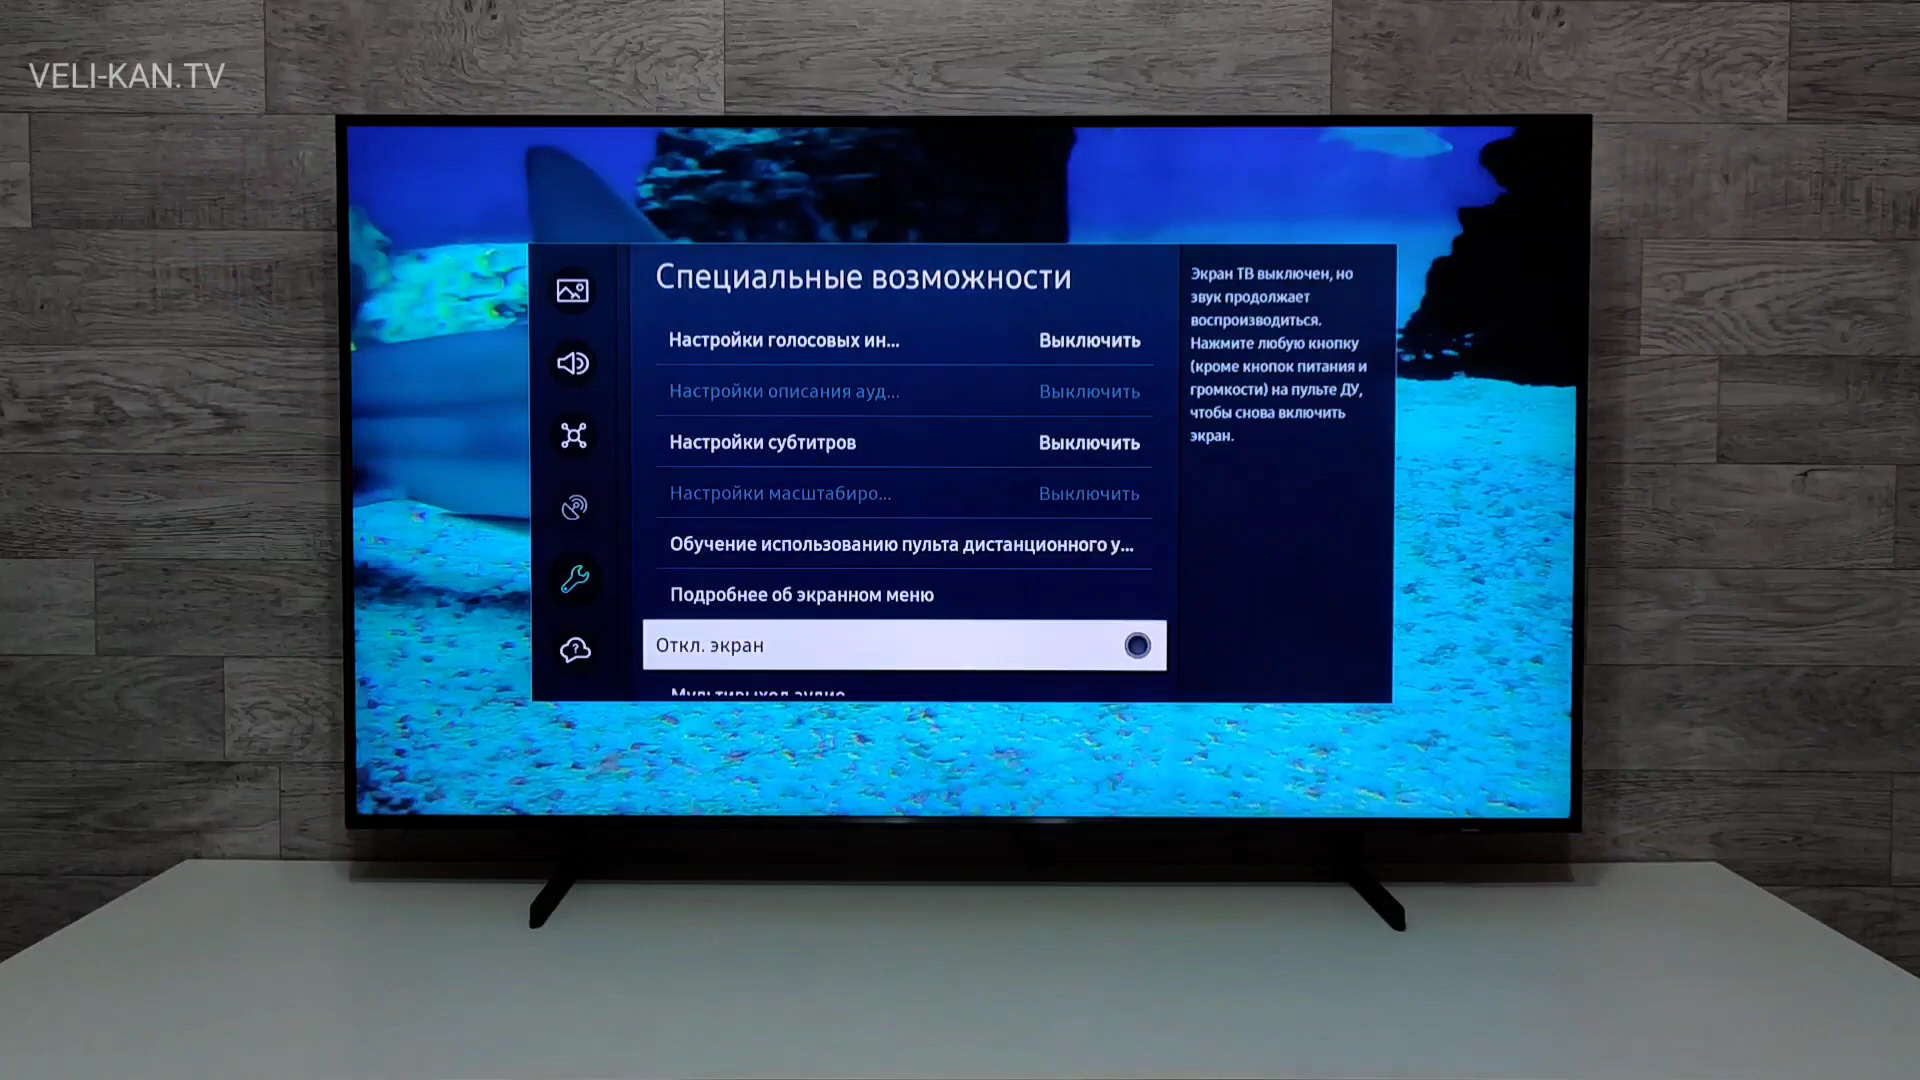 VELI-KAN.TV
Специальные возможности
Настройки голосовых ин... Выключить
Настройки описания ауд... Выключить
Настройки субтитров Выключить
Настройки масштабиро... Выключить
Обучение использованию пульта дистанционного у...
Подробнее об экранном меню
Откл. экран
Мультивыход аудио
Экран ТВ выключен, но
звук продолжает
воспроизводиться.
Нажмите любую кнопку
(кроме кнопок питания и
громкости) на пульте ДУ,
чтобы снова включить
экран.